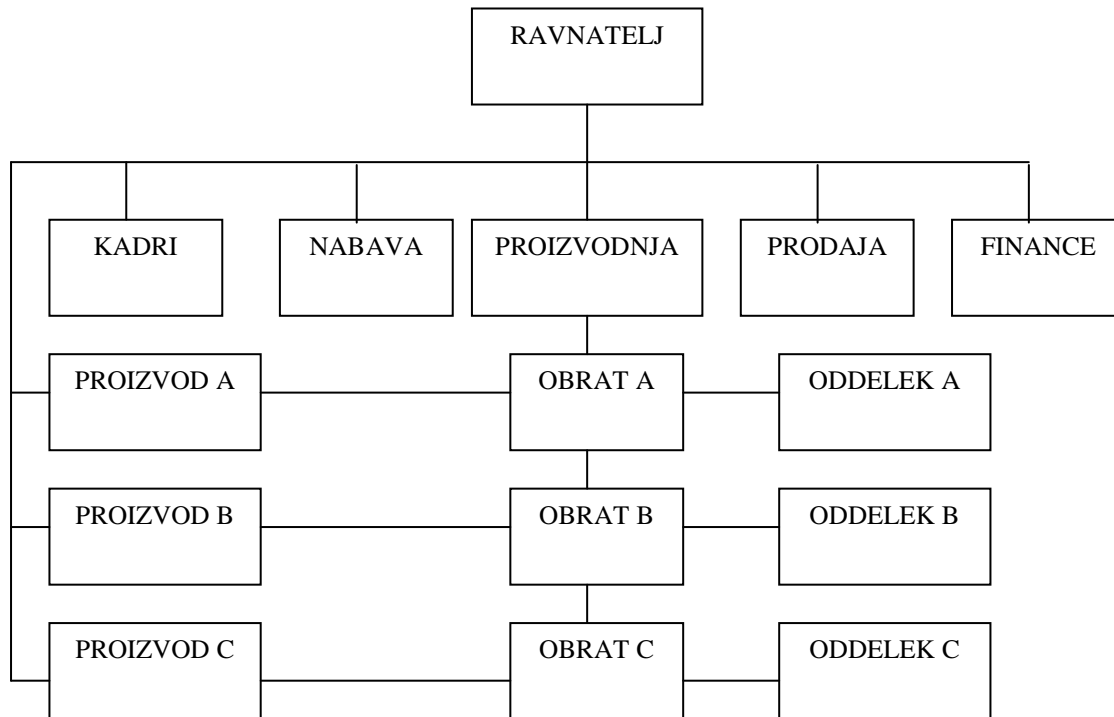 RAVNATELJ
KADRI
NABAVA
PROIZVODNJA
PRODAJA
FINANCE
PROIZVOD A
OBRAT A
ODDELEK A
PROIZVOD B
OBRAT B
ODDELEK B
PROIZVOD C
OBRAT C
ODDELEK C